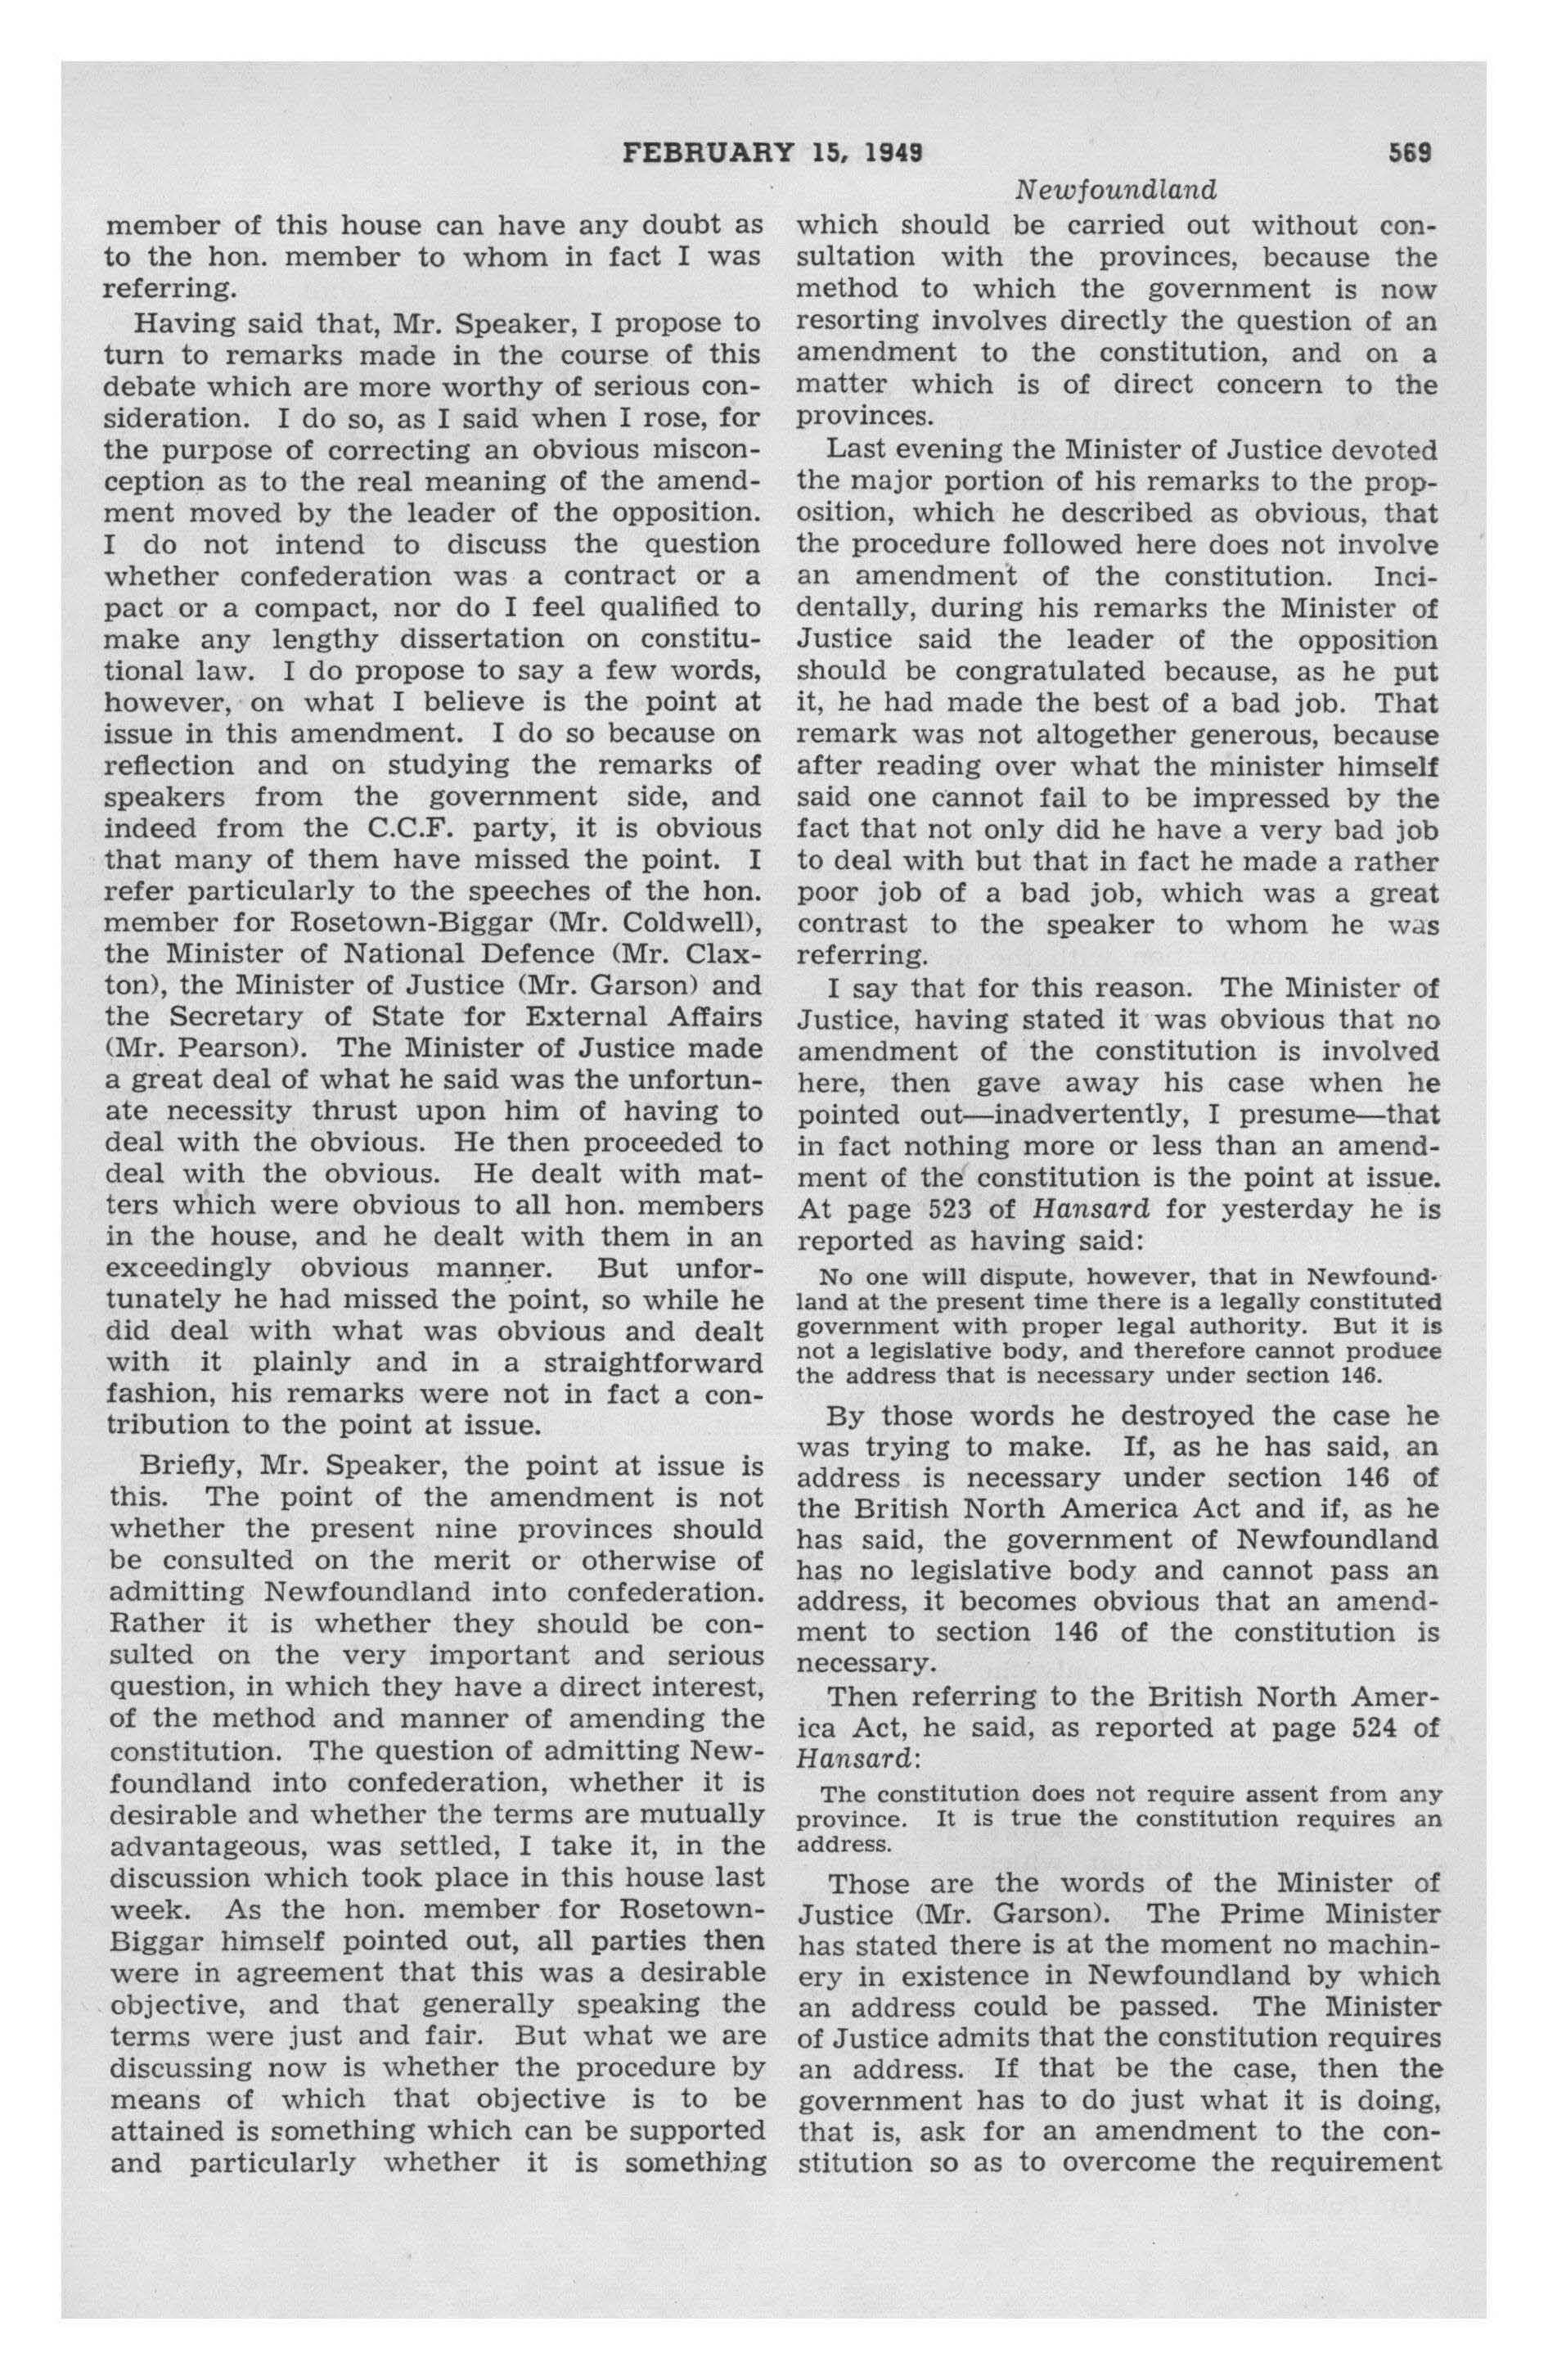 FEBRUARY 15, 1949 569
Newfoundland
member of this house can have any doubt as
to the hon. member to whom in fact I was
referring.
Having said that, Mr. Speaker, I propose to
turn to remarks made in the course of this
debate which are more worthy of serious con-
sideration. I do so, as I said when I rose, for
the purpose of correcting an obvious miscon-
ception as to the real meaning of the amend-
ment moved by the leader of the opposition.
I do not intend to discuss the question
whether confederation was a contract or a
pact or a compact, nor do I feel qualified to
make any lengthy dissertation on constitu-
tional law. I do propose to say a few words,
however, on what I believe is the point at
issue in this amendment. I do so because on
reflection and on studying the remarks of
speakers from the government side, and
indeed from the C.C.F. party, it is obvious
that many of them have missed the point. I
refer particularly to the speeches of the hon.
member for Rosetown-Biggar (Mr. Coldwell),
the Minister of National Defence (Mr. Clax-
ton), the Minister of Justice (Mr. Garson) and
the Secretary of State for External Affairs
(Mr. Pearson). The Minister of Justice made
a great deal of what he said was the unfortun-
ate necessity thrust upon him of having to
deal with the obvious. He then proceeded to
deal with the obvious. He dealt with mat-
ters which were obvious to all hon. members
in the house, and he dealt with them in an
exceedingly obvious manner. But unfor-
tunately he had missed the point, so while he
did deal with what was obvious and dealt
with it plainly and in a straightforward
fashion, his remarks were not in fact a con-
tribution to the point at issue.
Briefly, Mr. Speaker, the point at issue is
this. The point of the amendment is not
whether the present nine provinces should
be consulted on the merit or otherwise of
admitting Newfoundland into confederation.
Rather it is whether they should be con-
sulted on the very important and serious
question, in which they have a direct interest,
of the method and manner of amending the
constitution. The question of admitting New-
foundland into confederation, whether it is
desirable and whether the terms are mutually
advantageous, was settled, I take it, in the
discussion which took place in this house last
week. As the hon. member for Rosetown-
Biggar himself pointed out, all parties then
were in agreement that this was a desirable
objective, and that generally speaking the
terms were just and fair. But what we are
discussing now is whether the procedure by
means of which that objective is to be
attained is something which can be supported
and particularly whether it is something
which should be carried out without con-
sultation with the provinces, because the
method to which the government is now
resorting involves directly the question of an
amendment to the constitution, and on a
matter which is of direct concern to the
provinces.
Last evening the Minister of Justice devoted
the major portion of his remarks to the prop-
osition, which he described as obvious, that
the procedure followed here does not involve
an amendment of the constitution. Inci-
dentally, during his remarks the Minister of
Justice said the leader of the opposition
should be congratulated because, as he put
it, he had made the best of a bad job. That
remark was not altogether generous, because
after reading over what the minister himself
said one cannot fail to be impressed by the
fact that not only did he have a very bad job
to deal with but that in fact he made a rather
poor job of a bad job, which was a great
contrast to the speaker to whom he was
referring.
I say that for this reason. The Minister of
Justice, having stated it was obvious that no
amendment of the constitution is involved
here, then gave away his case when he
pointed out—inadvertently, I presume—that
in fact nothing more or less than an amend-
ment of the constitution is the point at issue.
At page 523 of Hansard for yesterday he is
reported as having said:
No one will dispute, however, that in Newfound-
land at the present time there is a legally constituted
government with proper legal authority. But it is
not a legislative body, and therefore cannot produce
the address that is necessary under section 146.
By those words he destroyed the case he
was trying to make. If, as he has said, an
address is necessary under section 146 of
the British North America Act and if, as he
has said, the government of Newfoundland
has no legislative body and cannot pass an
address, it becomes obvious that an amend-
ment to section 146 of the constitution is
necessary.
Then referring to the British North Amer-
ica Act, he said, as reported at page 524 of
Hansard:
The constitution does not require assent from any
province. It is true the constitution requires an
address.
Those are the words of the Minister of
Justice (Mr. Garson). The Prime Minister
has stated there is at the moment no machin-
ery in existence in Newfoundland by which
an address could be passed. The Minister
of Justice admits that the constitution requires
an address. If that be the case, then the
government has to do just what it is doing,
that is, ask for an amendment to the con-
stitution so as to overcome the requirement